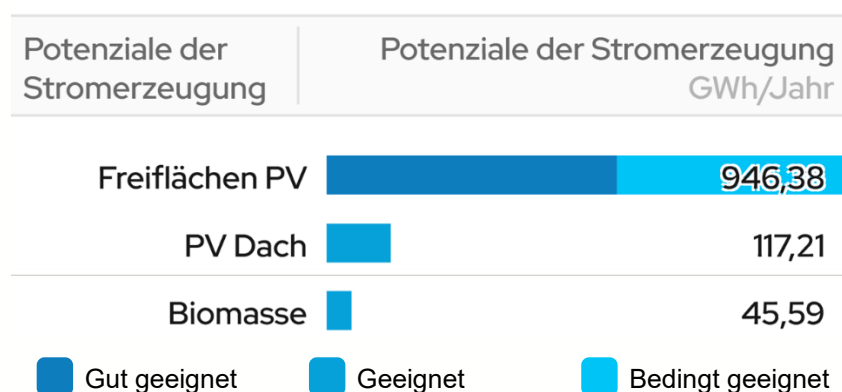 Potenziale der
Stromerzeugung
Potenziale der Stromerzeugung
GWh/Jahr
Freiflächen PV 946,38
PV Dach 117,21
Biomasse 45,59
Gut geeignet Geeignet Bedingt geeignet